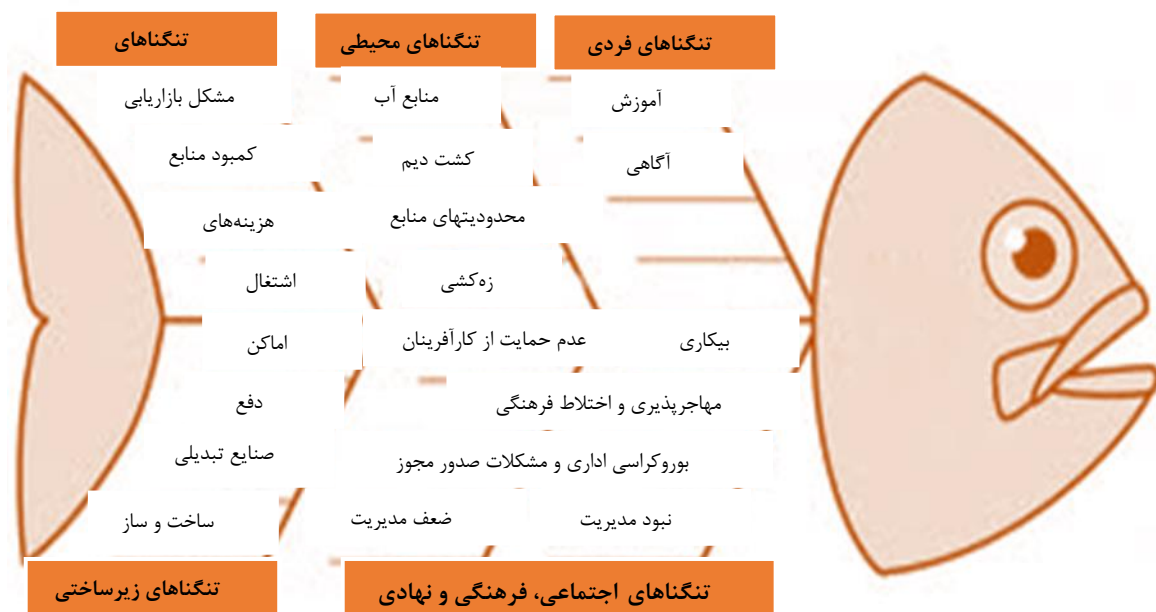 تنگناهای فردی
تنگناهای محیطی
تنگناهای
آموزش
منابع آب
مشکل بازاریابی
آگاهی
کشت دیم
کمبود منابع
محدودیتهای منابع
هزینه‌های
زه‌کشی
اشتغال
بیکاری
عدم حمایت از کارآفرینان
اماکن
مهاجرپذیری و اختلاط فرهنگی
دفع
بوروکراسی اداری و مشکلات صدور مجوز
صنایع تبدیلی
نبود مدیریت
ضعف مدیریت
ساخت و ساز
تنگناهای اجتماعی، فرهنگی و نهادی
تنگناهای زیرساختی